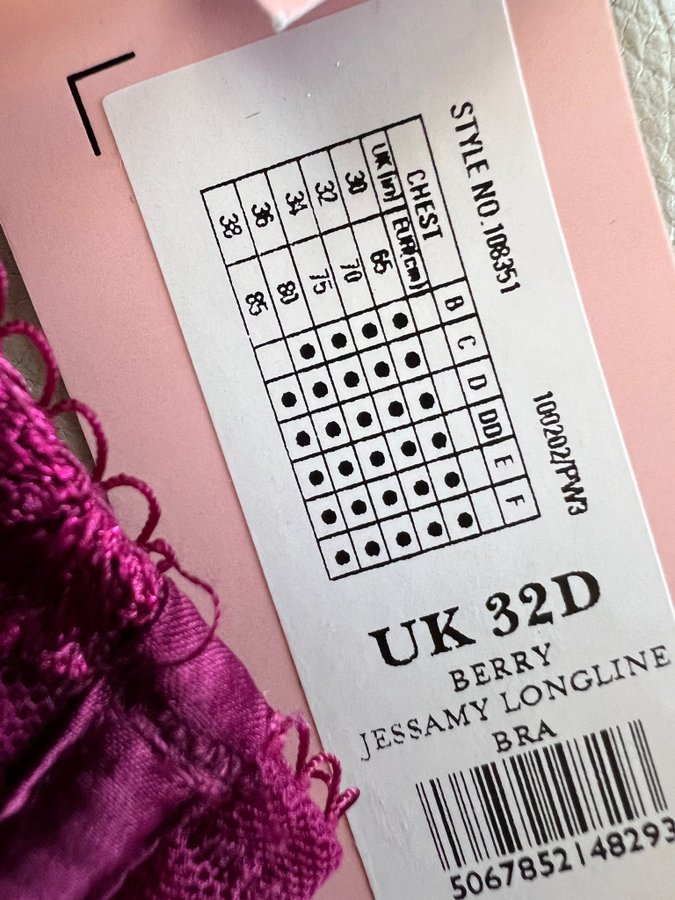 STYLE NO. 108351
100202/PW3
CHEST B C D DD E F
UK (in) EUR(cm)
30 65 ● ● ● ● ● ●
32 70 ● ● ● ● ● ●
34 75 ● ● ● ● ● ●
36 80 ● ● ● ● ● ●
38 85 ● ● ● ● ●
UK 32D
BERRY
JESSAMY LONGLINE
BRA
5067852148293